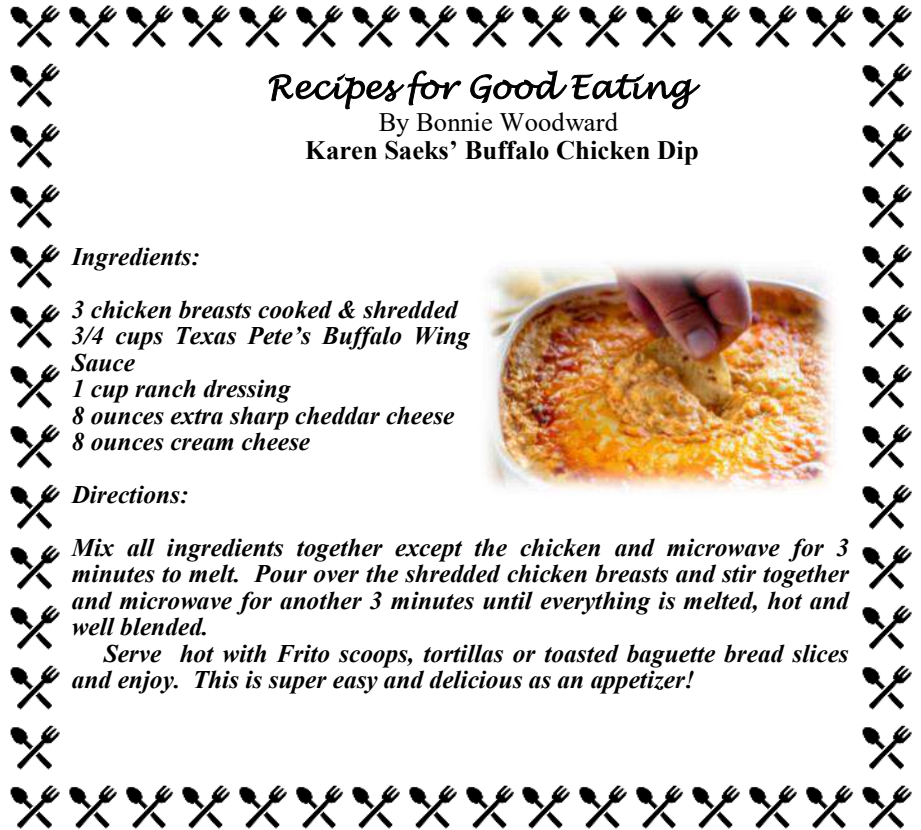 Recipes for Good Eating
By Bonnie Woodward
Karen Saeks’ Buffalo Chicken Dip
Ingredients:
3 chicken breasts cooked & shredded
3/4 cups Texas Pete’s Buffalo Wing
Sauce
1 cup ranch dressing
8 ounces extra sharp cheddar cheese
8 ounces cream cheese
Directions:
Mix all ingredients together except the chicken and microwave for 3
minutes to melt. Pour over the shredded chicken breasts and stir together
and microwave for another 3 minutes until everything is melted, hot and
well blended.
Serve hot with Frito scoops, tortillas or toasted baguette bread slices
and enjoy. This is super easy and delicious as an appetizer!